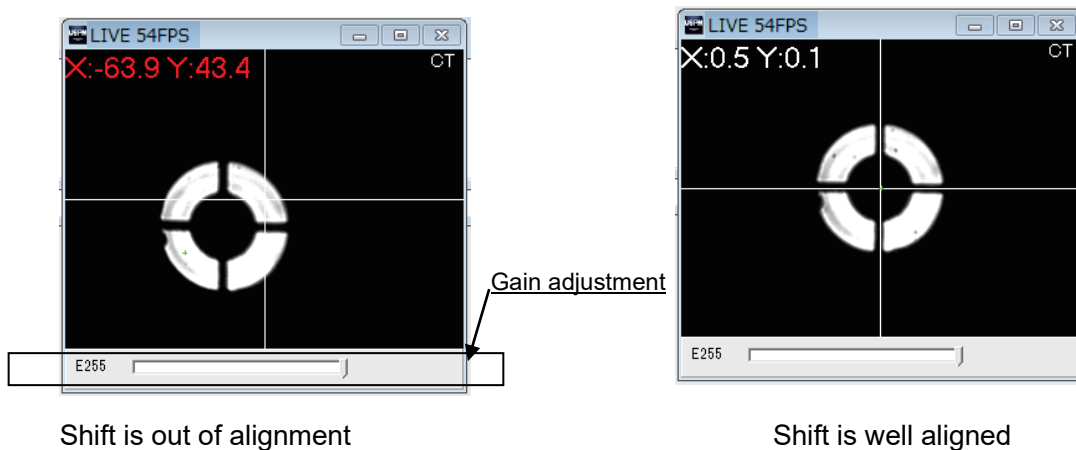 LIVE 54FPS
X:-63.9 Y:43.4
CT
E255
Gain adjustment
Shift is out of alignment
LIVE 54FPS
X:0.5 Y:0.1
CT
E255
Shift is well aligned